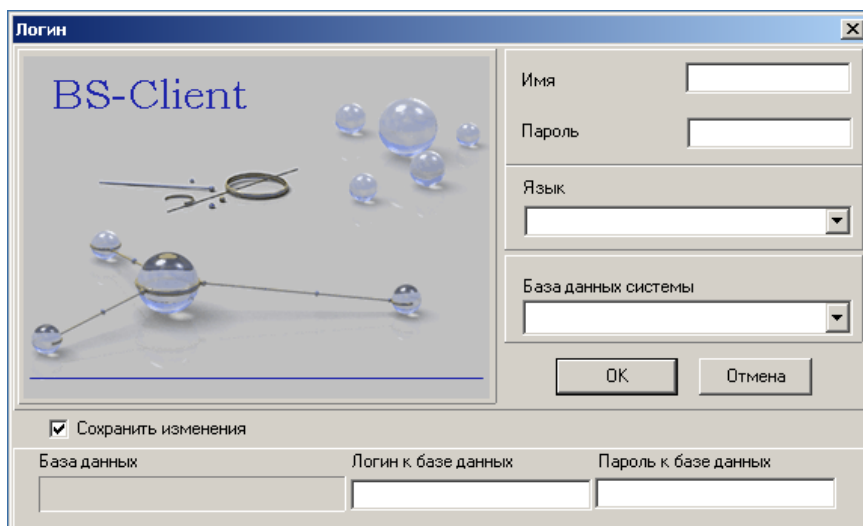 Логин
BS-Client
Имя
Пароль
Язык
База данных системы
OK
Отмена
Сохранить изменения
База данных
Логин к базе данных
Пароль к базе данных